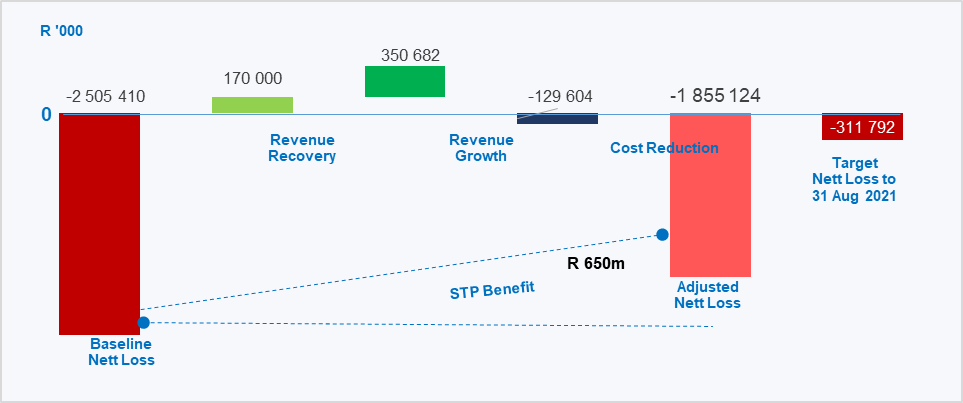 R '000
-2 505 410
170 000
350 682
-129 604
-1 855 124
-311 792
0
Revenue
Recovery
Revenue
Growth
Cost Reduction
Target
Nett Loss to
31 Aug 2021
R 650m
STP Benefit
Adjusted
Nett Loss
Baseline
Nett Loss